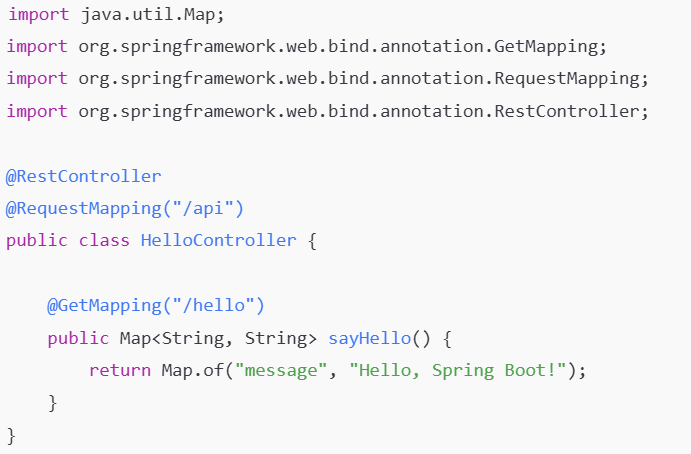 import java.util.Map;
import org.springframework.web.bind.annotation.GetMapping;
import org.springframework.web.bind.annotation.RequestMapping;
import org.springframework.web.bind.annotation.RestController;

@RestController
@RequestMapping("/api")
public class HelloController {

    @GetMapping("/hello")
    public Map<String, String> sayHello() {
        return Map.of("message", "Hello, Spring Boot!");
    }
}